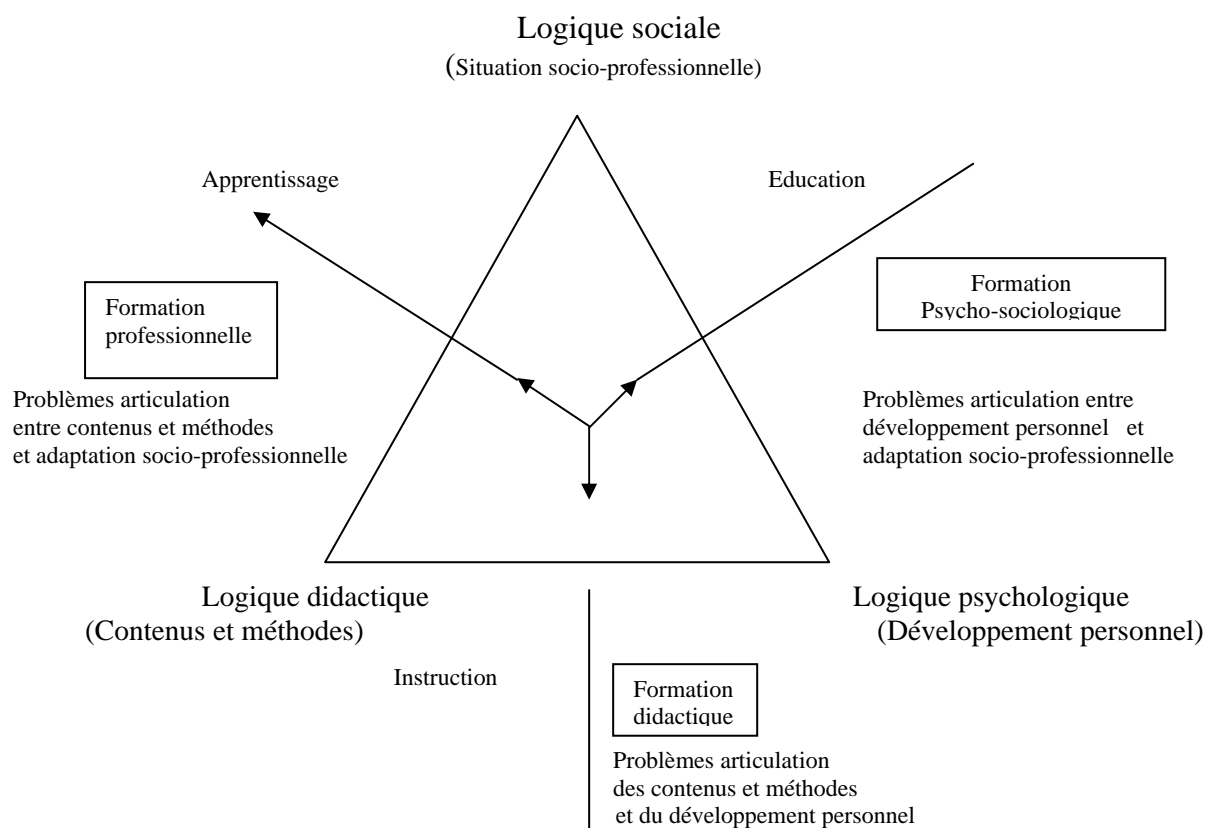 Logique sociale
(Situation socio-professionnelle)
Apprentissage
Education
Formation
professionnelle
Formation
Psycho-sociologique
Problèmes articulation
entre contenus et méthodes
et adaptation socio-professionnelle
Problèmes articulation entre
développement personnel et
adaptation socio-professionnelle
Logique didactique
(Contenus et méthodes)
Logique psychologique
(Développement personnel)
Instruction
Formation
didactique
Problèmes articulation
des contenus et méthodes
et du développement personnel